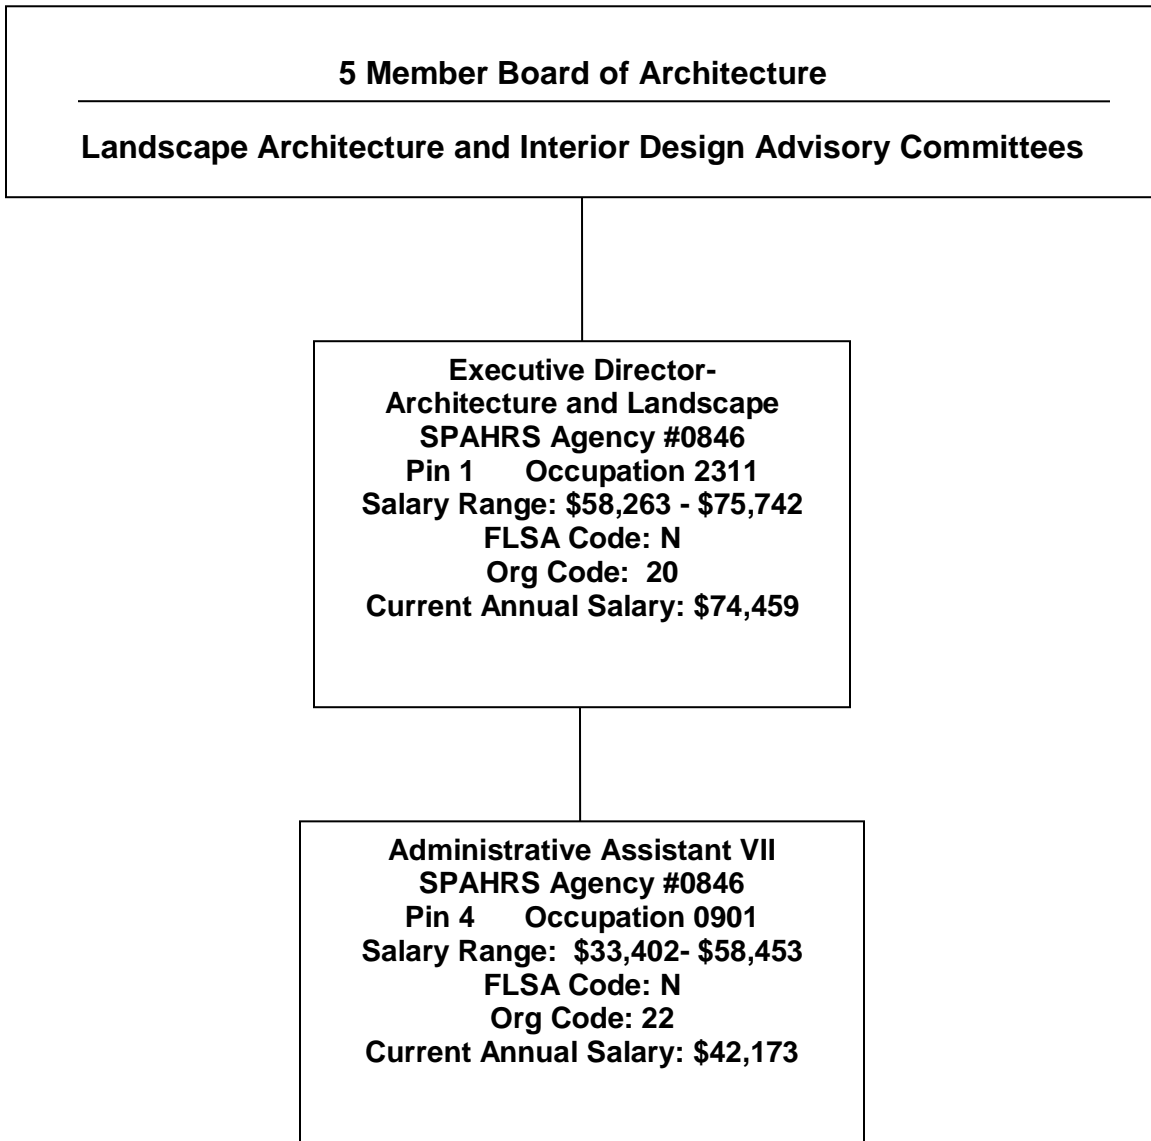 5 Member Board of Architecture
Landscape Architecture and Interior Design Advisory Committees
Executive Director-
Architecture and Landscape
SPAHRS Agency #0846
Pin 1 Occupation 2311
Salary Range: $58,263 - $75,742
FLSA Code: N
Org Code: 20
Current Annual Salary: $74,459
Administrative Assistant VII
SPAHRS Agency #0846
Pin 4 Occupation 0901
Salary Range: $33,402- $58,453
FLSA Code: N
Org Code: 22
Current Annual Salary: $42,173